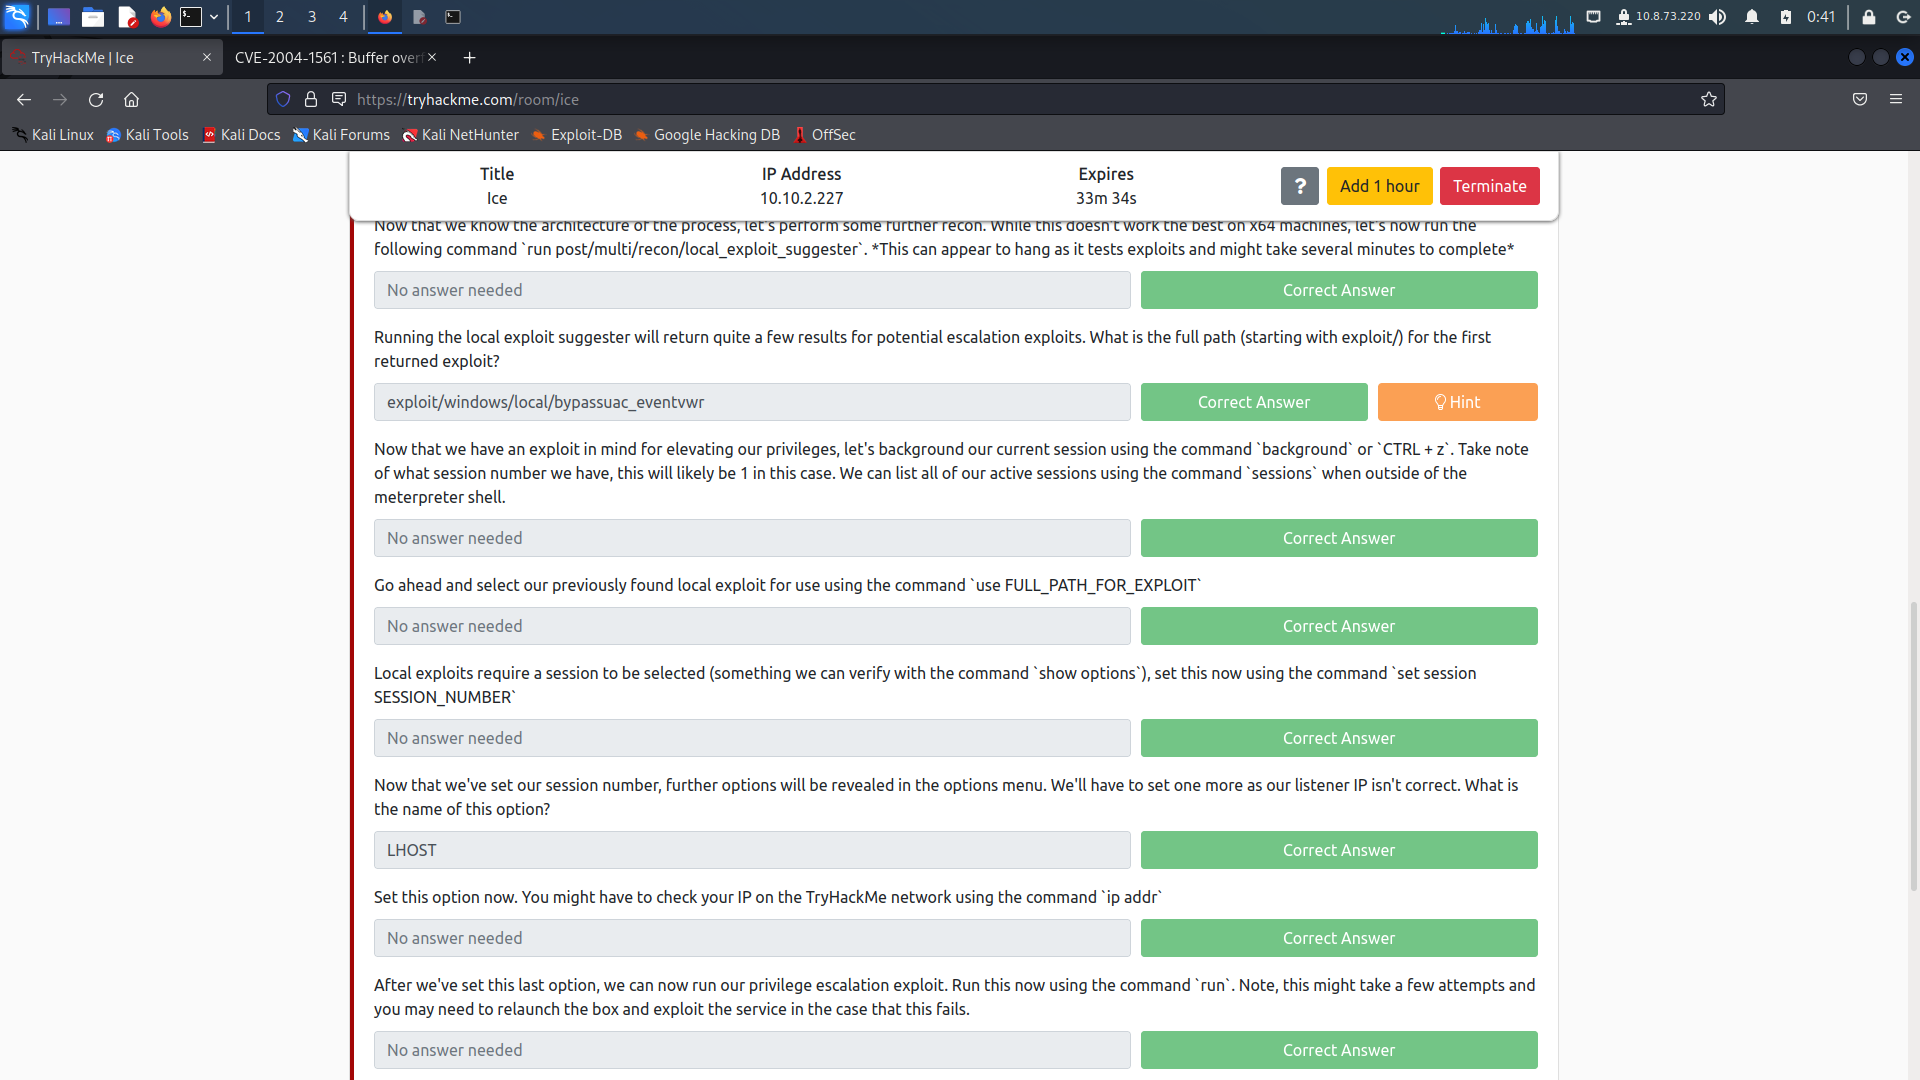 1 2 3 4 10.8.73.220 0:41
TryHackMe | Ice CVE-2004-1561 : Buffer over
https://tryhackme.com/room/ice
Kali Linux Kali Tools Kali Docs Kali Forums Kali NetHunter Exploit-DB Google Hacking DB OffSec
Title IP Address Expires
Ice 10.10.2.227 33m 34s
? Add 1 hour Terminate
Now that we know the architecture of the process, let's perform some further recon. While this doesn't work the best on x64 machines, let's now run the
following command `run post/multi/recon/local_exploit_suggester`. *This can appear to hang as it tests exploits and might take several minutes to complete*
No answer needed Correct Answer
Running the local exploit suggester will return quite a few results for potential escalation exploits. What is the full path (starting with exploit/) for the first
returned exploit?
exploit/windows/local/bypassuac_eventvwr Correct Answer Hint
Now that we have an exploit in mind for elevating our privileges, let's background our current session using the command `background` or `CTRL + z`. Take note
of what session number we have, this will likely be 1 in this case. We can list all of our active sessions using the command `sessions` when outside of the
meterpreter shell.
No answer needed Correct Answer
Go ahead and select our previously found local exploit for use using the command `use FULL_PATH_FOR_EXPLOIT`
No answer needed Correct Answer
Local exploits require a session to be selected (something we can verify with the command `show options`), set this now using the command `set session
SESSION_NUMBER`
No answer needed Correct Answer
Now that we've set our session number, further options will be revealed in the options menu. We'll have to set one more as our listener IP isn't correct. What is
the name of this option?
LHOST Correct Answer
Set this option now. You might have to check your IP on the TryHackMe network using the command `ip addr`
No answer needed Correct Answer
After we've set this last option, we can now run our privilege escalation exploit. Run this now using the command `run`. Note, this might take a few attempts and
you may need to relaunch the box and exploit the service in the case that this fails.
No answer needed Correct Answer